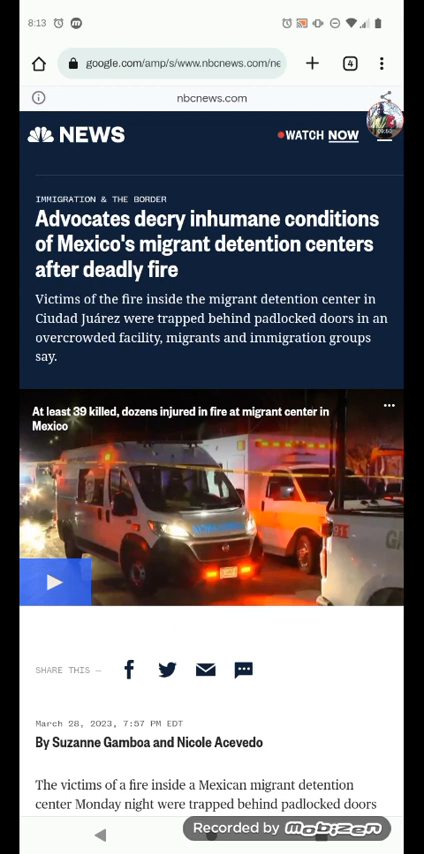 8:13
google.com/amp/s/www.nbcnews.com/ne
4
nbcnews.com
NEWS
WATCH NOW
IMMIGRATION & THE BORDER
Advocates decry inhumane conditions
of Mexico's migrant detention centers
after deadly fire
Victims of the fire inside the migrant detention center in
Ciudad Juárez were trapped behind padlocked doors in an
overcrowded facility, migrants and immigration groups
say.
At least 39 killed, dozens injured in fire at migrant center in
Mexico
911
SHARE THIS —
March 28, 2023, 7:57 PM EDT
By Suzanne Gamboa and Nicole Acevedo
The victims of a fire inside a Mexican migrant detention
center Monday night were trapped behind padlocked doors
Recorded by Mobizen